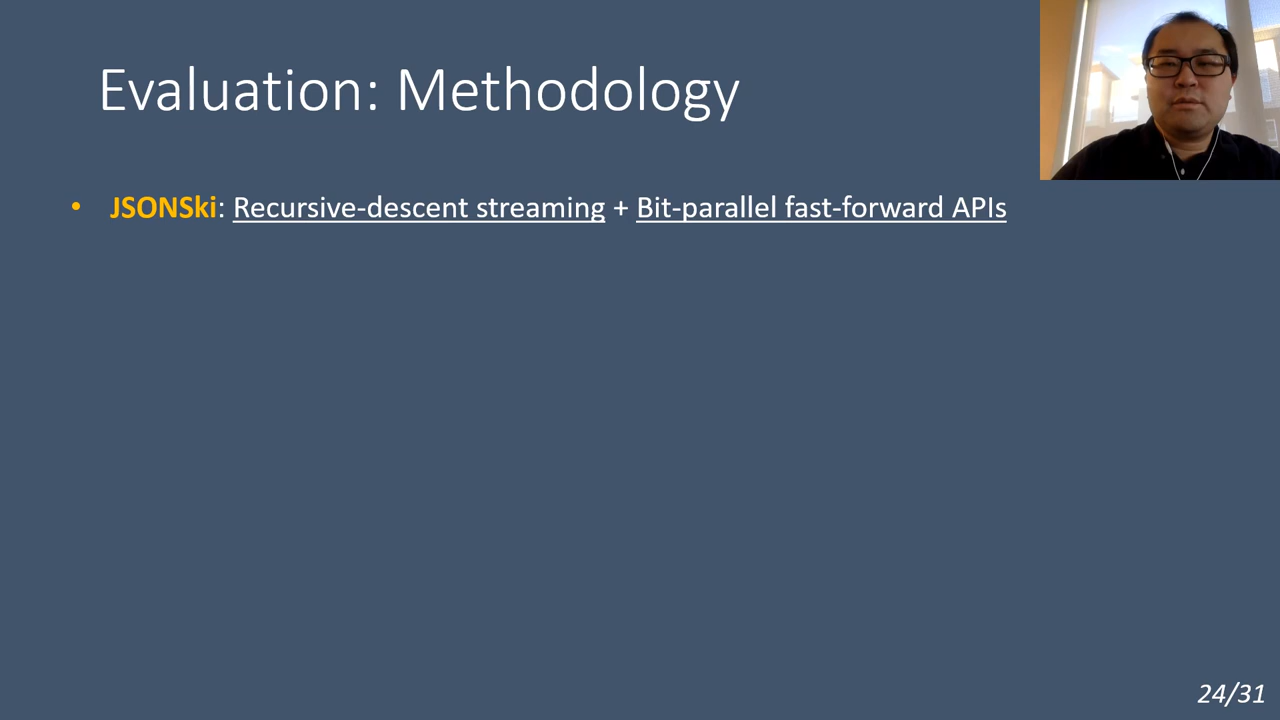 Evaluation: Methodology
• JSONSki: Recursive-descent streaming + Bit-parallel fast-forward APIs
24/31